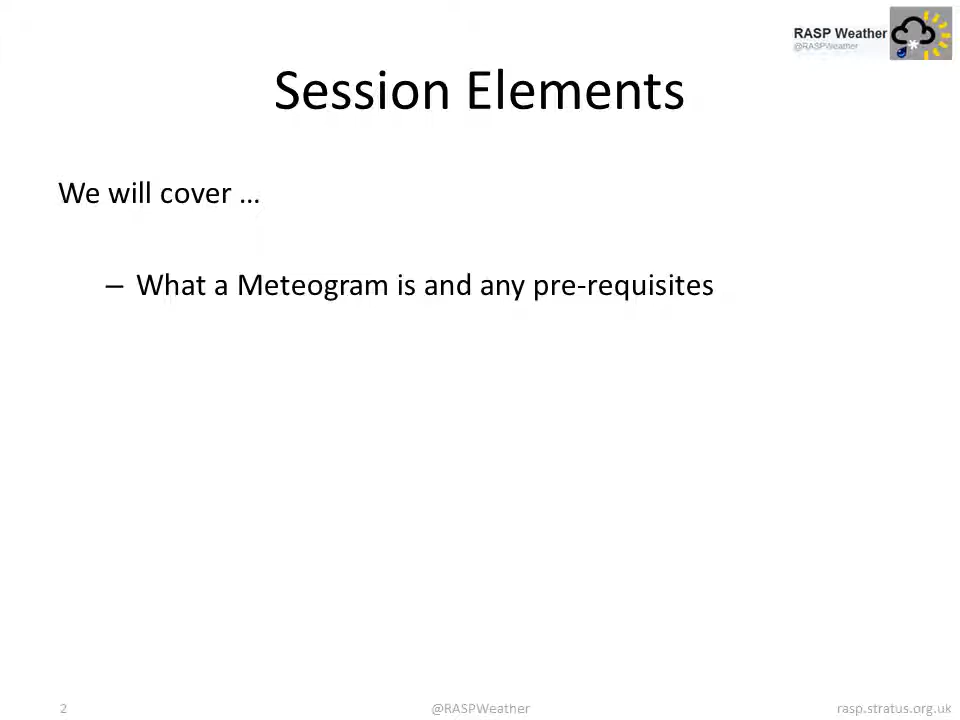 RASP Weather
@RASPWeather
Session Elements
We will cover …
– What a Meteogram is and any pre-requisites
2
@RASPWeather
rasp.stratus.org.uk